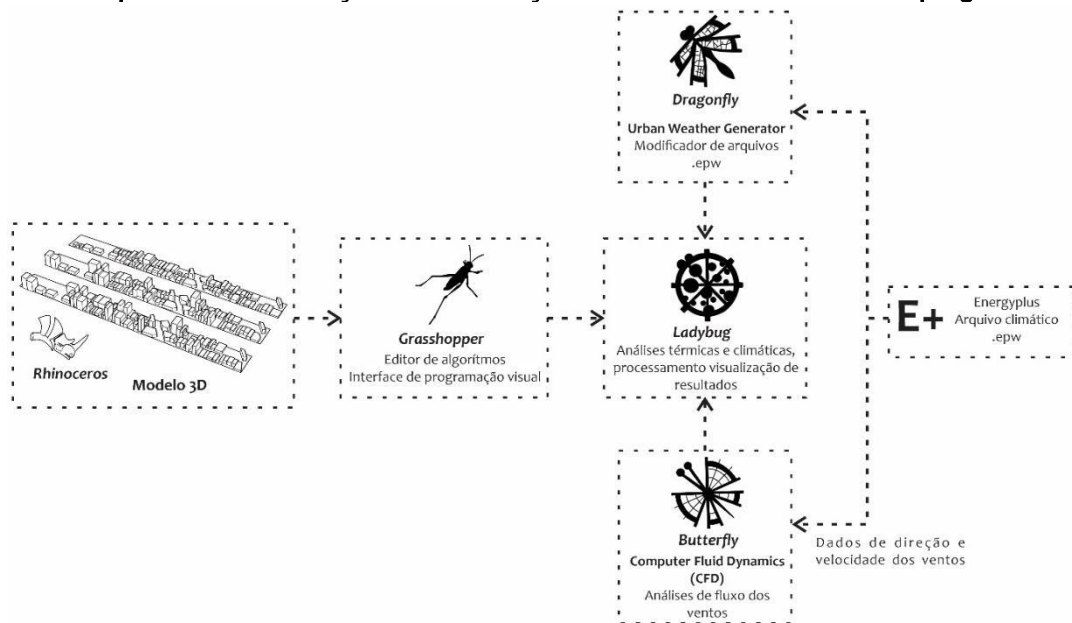 Dragonfly
Urban Weather Generator
Modificador de arquivos
.epw
Rhinoceros
Modelo 3D
Grasshopper
Editor de algorítmos
Interface de programação visual
Ladybug
Análises térmicas e climáticas,
processamento visualização de
resultados
E+
Energyplus
Arquivo climático
.epw
Butterfly
Computer Fluid Dynamics
(CFD)
Análises de fluxo dos
ventos
Dados de direção e
velocidade dos ventos